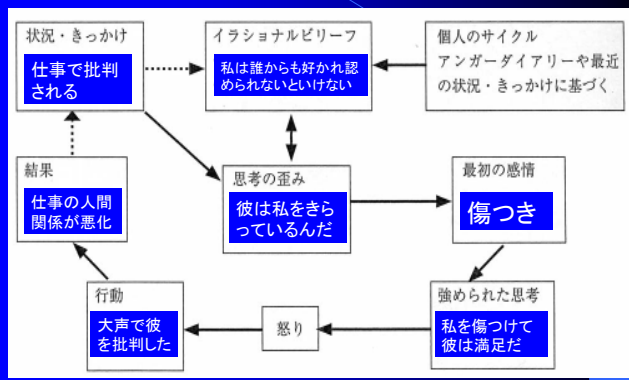 状況・きっかけ
仕事で批判
される
イラショナルビリーフ
私は誰からも好かれ認
められないといけない
個人のサイクル
アンガーダイアリーや最近
の状況・きっかけに基づく
結果
仕事の人間
関係が悪化
思考の歪み
彼は私をきら
っているんだ
最初の感情
傷つき
行動
大声で彼
を批判した
怒り
強められた思考
私を傷つけて
彼は満足だ